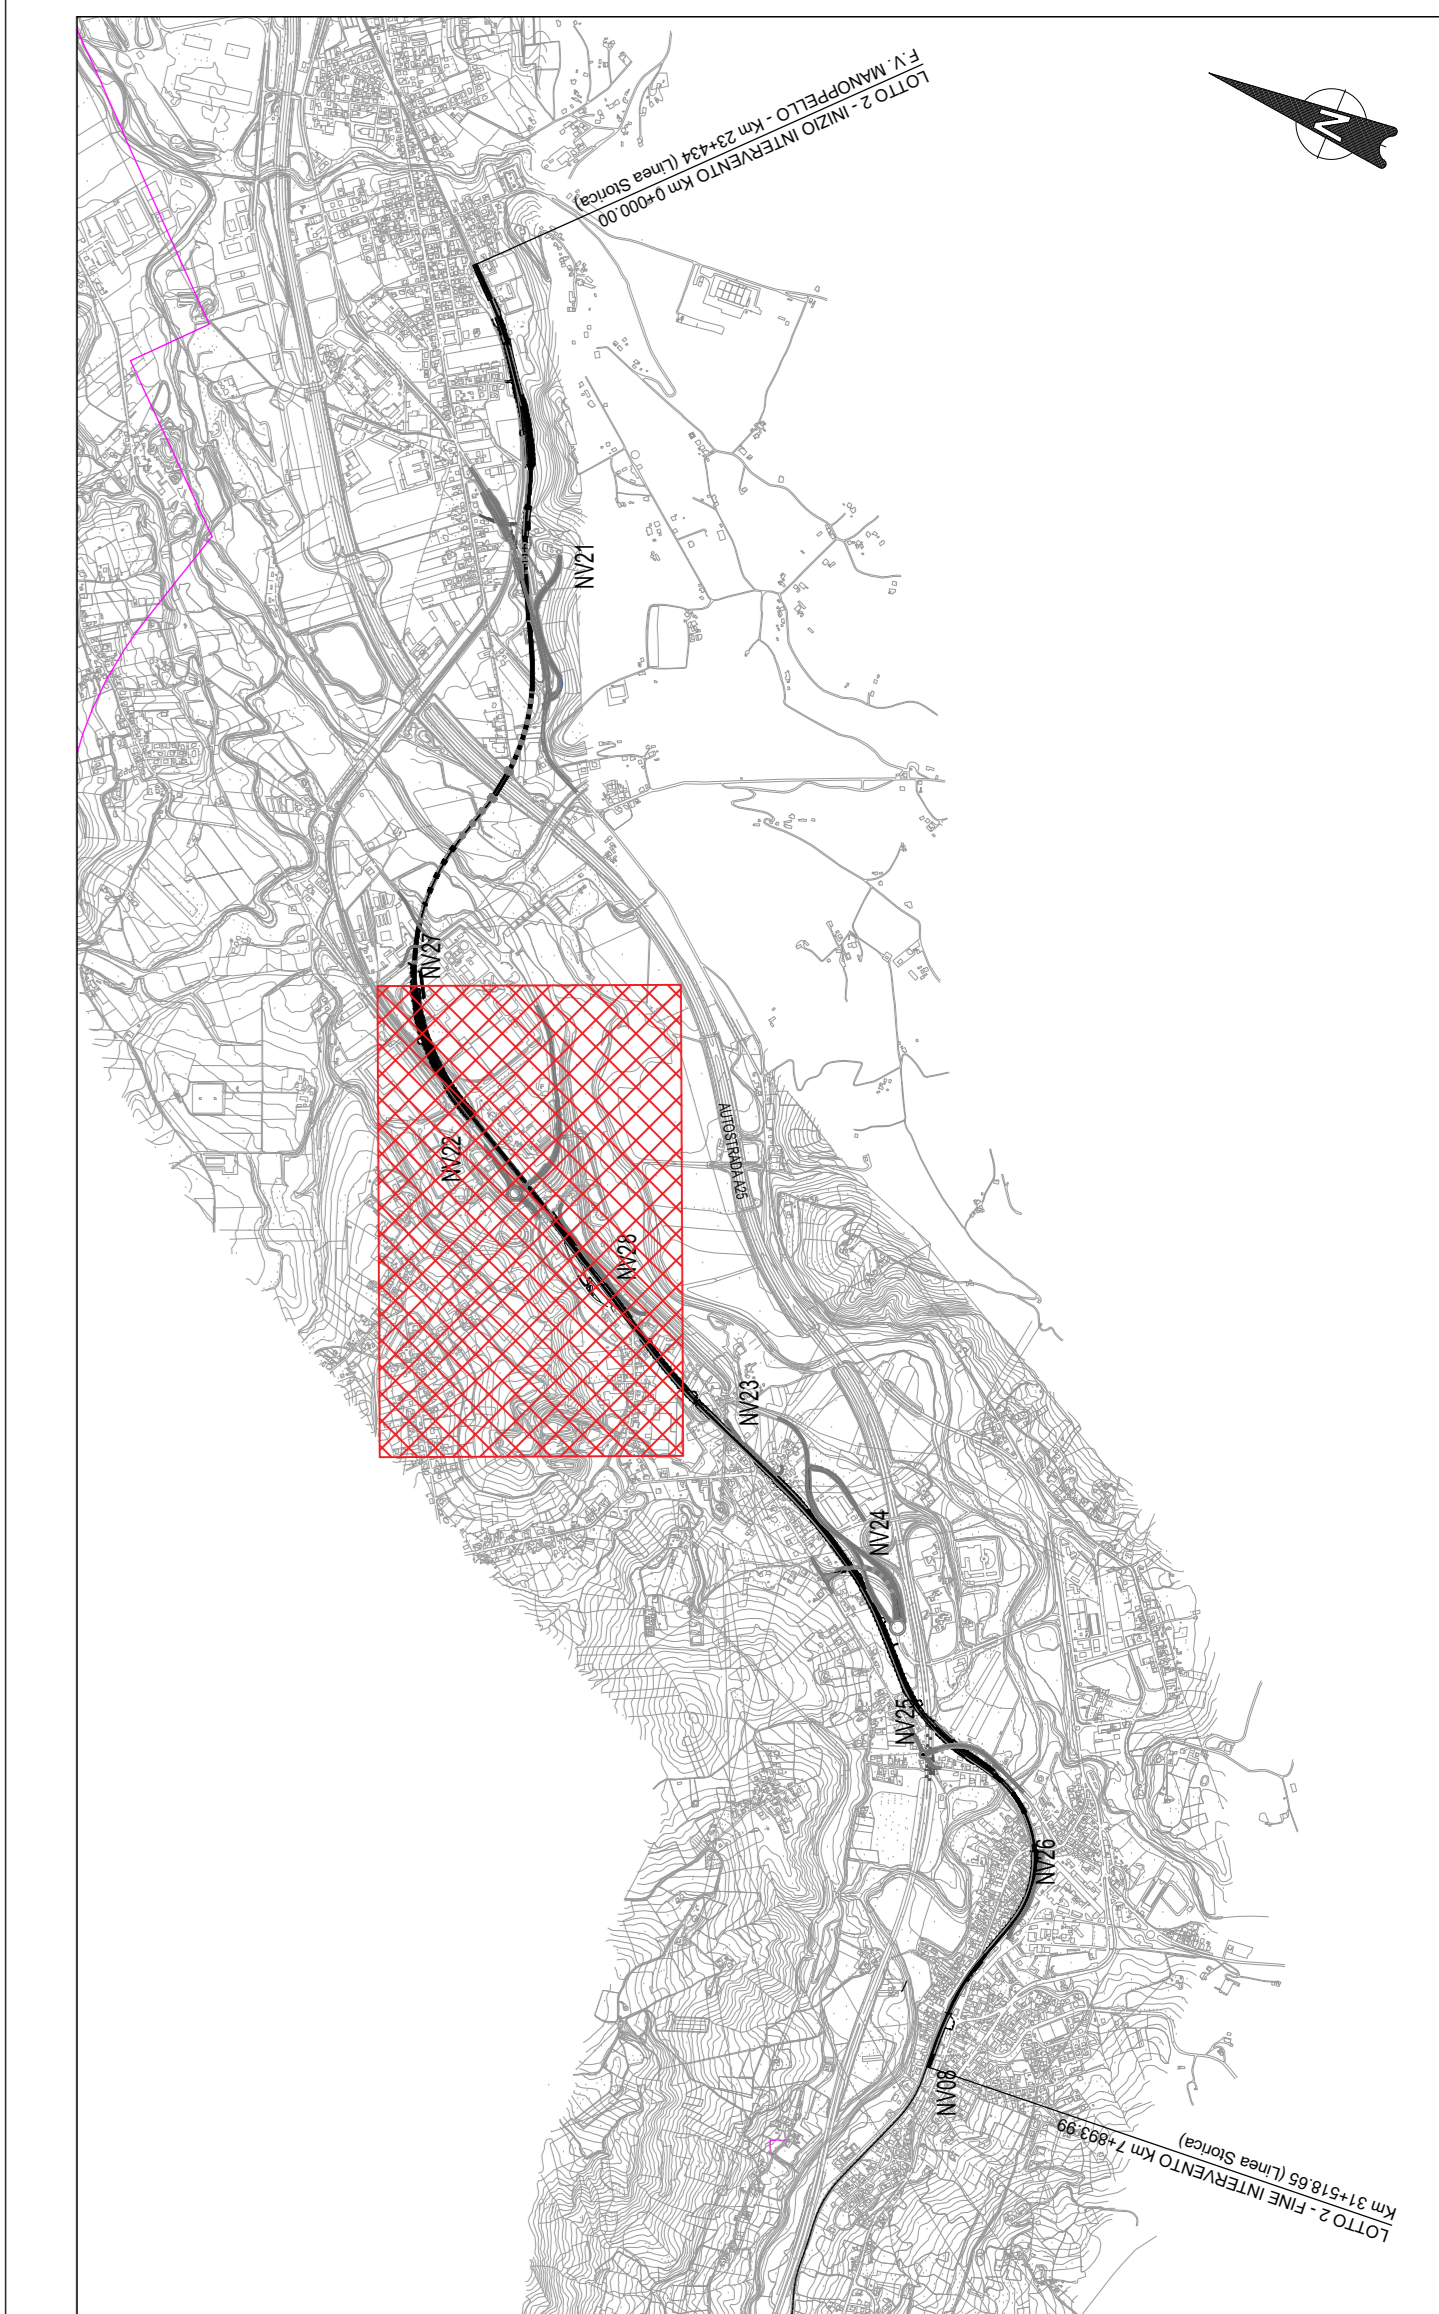 LOTTO 2 - INIZIO INTERVENTO Km 0+000.00
F.V. MANOPPELLO - Km 23+434 (Linea Storica)
N
NV21
NV27
NV22
AUTOSTRADA A25
NV28
NV23
NV24
NV25
NV26
NV08
LOTTO 2 - FINE INTERVENTO Km 7+893.99
Km 31+518.65 (Linea Storica)